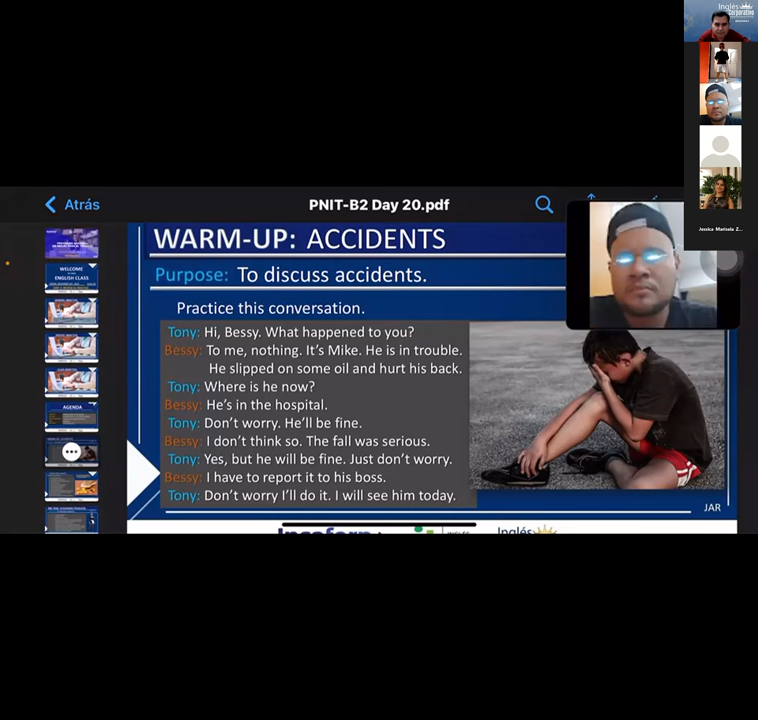 Inglés
Corporativo
Atrás
PNIT-B2 Day 20.pdf
WELCOME
ENGLISH CLASS
AGENDA
WARM-UP: ACCIDENTS
Purpose: To discuss accidents.
Practice this conversation.
Tony: Hi, Bessy. What happened to you?
Bessy: To me, nothing. It's Mike. He is in trouble.
He slipped on some oil and hurt his back.
Tony: Where is he now?
Bessy: He's in the hospital.
Tony: Don't worry. He'll be fine.
Bessy: I don't think so. The fall was serious.
Tony: Yes, but he will be fine. Just don't worry.
Bessy: I have to report it to his boss.
Tony: Don't worry I'll do it. I will see him today.
JAR
Inglés
Jessica Marisela Z...